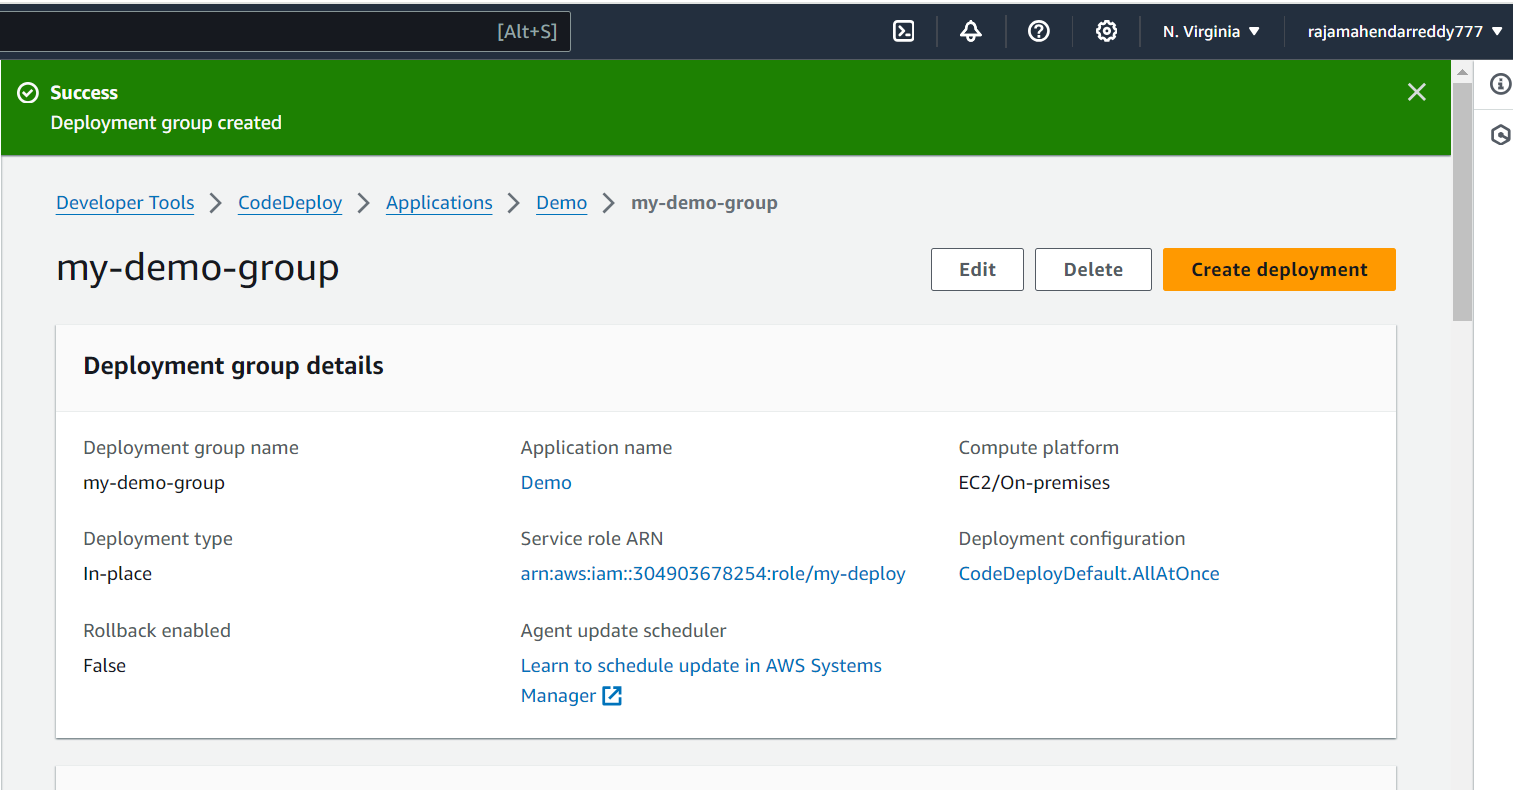 [Alt+S]
N. Virginia
rajamahendarreddy777
Success
Deployment group created
Developer Tools
CodeDeploy
Applications
Demo
my-demo-group
my-demo-group
Edit
Delete
Create deployment
Deployment group details
Deployment group name
my-demo-group
Application name
Demo
Compute platform
EC2/On-premises
Deployment type
In-place
Service role ARN
arn:aws:iam::304903678254:role/my-deploy
Deployment configuration
CodeDeployDefault.AllAtOnce
Rollback enabled
False
Agent update scheduler
Learn to schedule update in AWS Systems
Manager